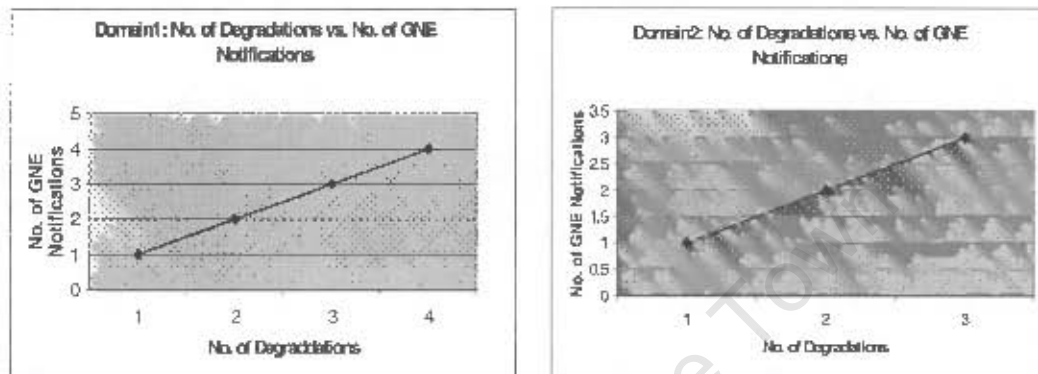 Domain1: No. of Degradations vs. No. of GNE
Notifications
No. of GNE
Notifications
5
4
3
2
1
0
1 2 3 4
No. of Degraddations
Domain2: No. of Degradations vs. No. of GNE
Notifications
No. of GNE Notifications
3.5
3
2.5
2
1.5
1
0.5
0
1 2 3
No. of Degradations